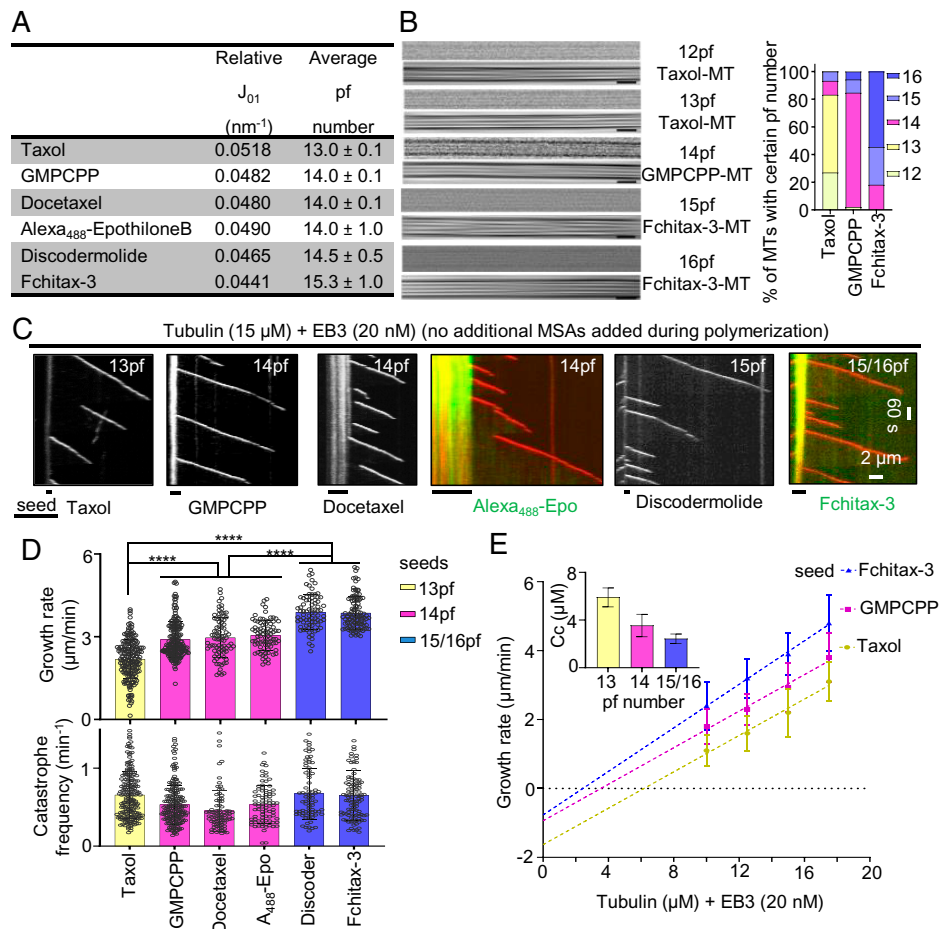 A
Relative Average
J01 pf
(nm-1) number
Taxol 0.0518 13.0 ± 0.1
GMPCPP 0.0482 14.0 ± 0.1
Docetaxel 0.0480 14.0 ± 0.1
Alexa488-EpothiloneB 0.0490 14.0 ± 1.0
Discodermolide 0.0465 14.5 ± 0.5
Fchitax-3 0.0441 15.3 ± 1.0
B
12pf
Taxol-MT
13pf
Taxol-MT
14pf
GMPCPP-MT
15pf
Fchitax-3-MT
16pf
Fchitax-3-MT
% of MTs with certain pf number
100
80
60
40
20
0
Taxol
GMPCPP
Fchitax-3
16
15
14
13
12
C
Tubulin (15 µM) + EB3 (20 nM) (no additional MSAs added during polymerization)
13pf 14pf 14pf 14pf 15pf 15/16pf
60 s
2 µm
seed Taxol GMPCPP Docetaxel Alexa488-Epo Discodermolide Fchitax-3
D
****
**** ****
Growth rate
(µm/min)
6
3
0
seeds
13pf
14pf
15/16pf
Catastrophe
frequency (min-1)
1
0
Taxol
GMPCPP
Docetaxel
A488-Epo
Discoder
Fchitax-3
E
Growth rate (µm/min)
6
4
2
0
-2
0 4 8 12 16 20
Tubulin (µM) + EB3 (20 nM)
seed Fchitax-3
GMPCPP
Taxol
Cc (µM)
8
4
0
13 14 15/16
pf number